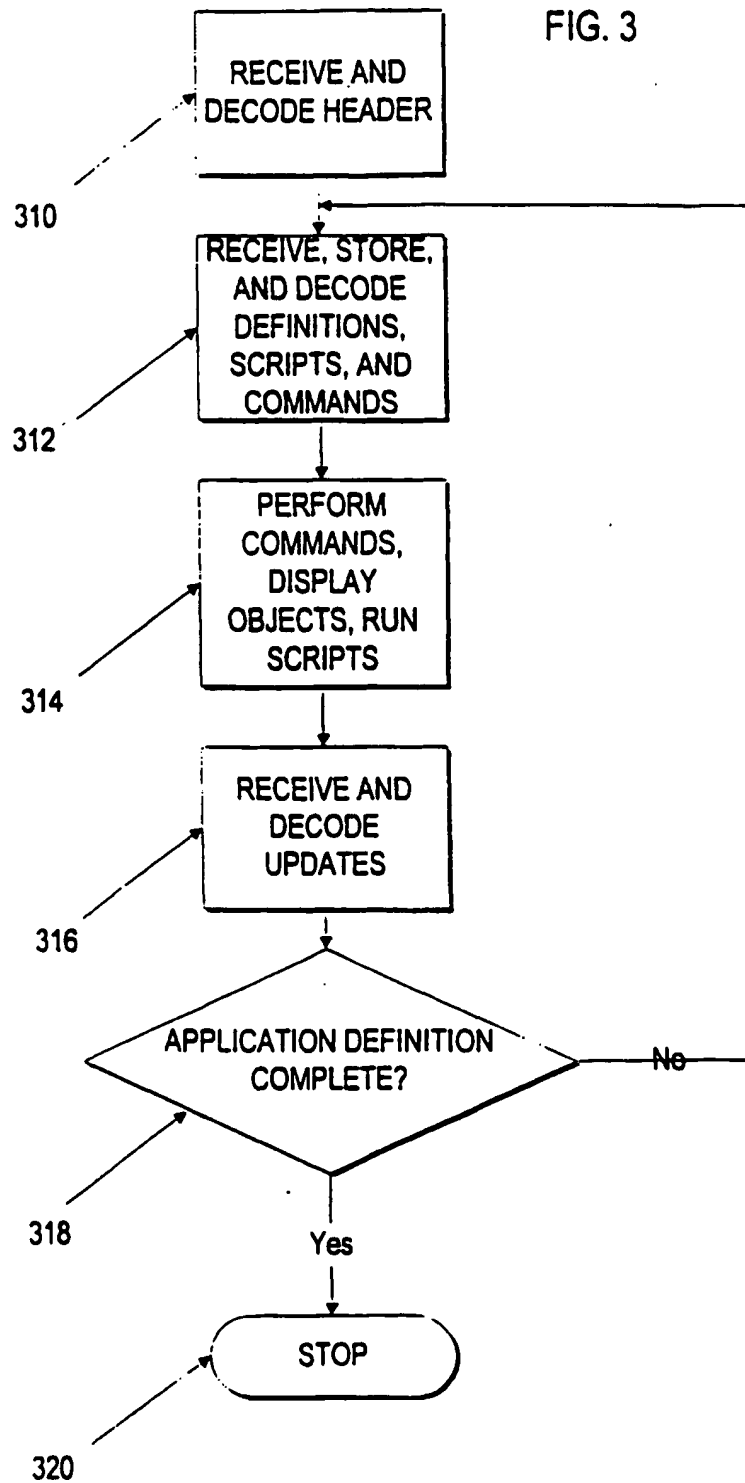 FIG. 3
RECEIVE AND
DECODE HEADER
310
RECEIVE, STORE,
AND DECODE
DEFINITIONS,
SCRIPTS, AND
COMMANDS
312
PERFORM
COMMANDS,
DISPLAY
OBJECTS, RUN
SCRIPTS
314
RECEIVE AND
DECODE
UPDATES
316
APPLICATION DEFINITION
COMPLETE?
No
318
Yes
STOP
320